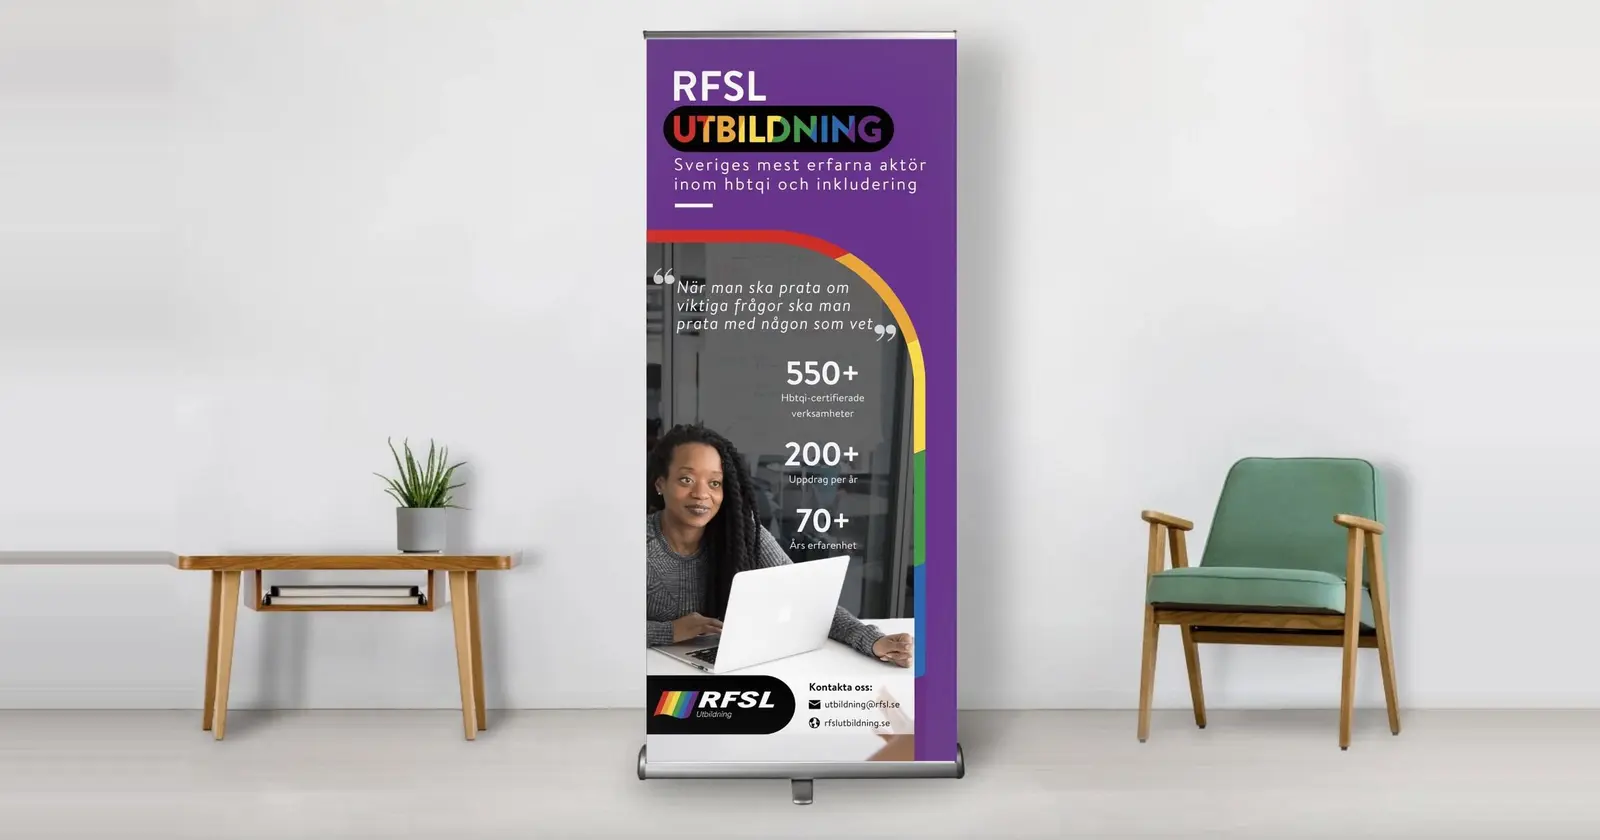 RFSL
UTBILDNING
Sveriges mest erfarna aktör
inom hbtqi och inkludering
“När man ska prata om
viktiga frågor ska man
prata med någon som vet”
550+
Hbtqi-certifierade
verksamheter
200+
Uppdrag per år
70+
Års erfarenhet
RFSL
Utbildning
Kontakta oss:
utbildning@rfsl.se
rfslutbildning.se